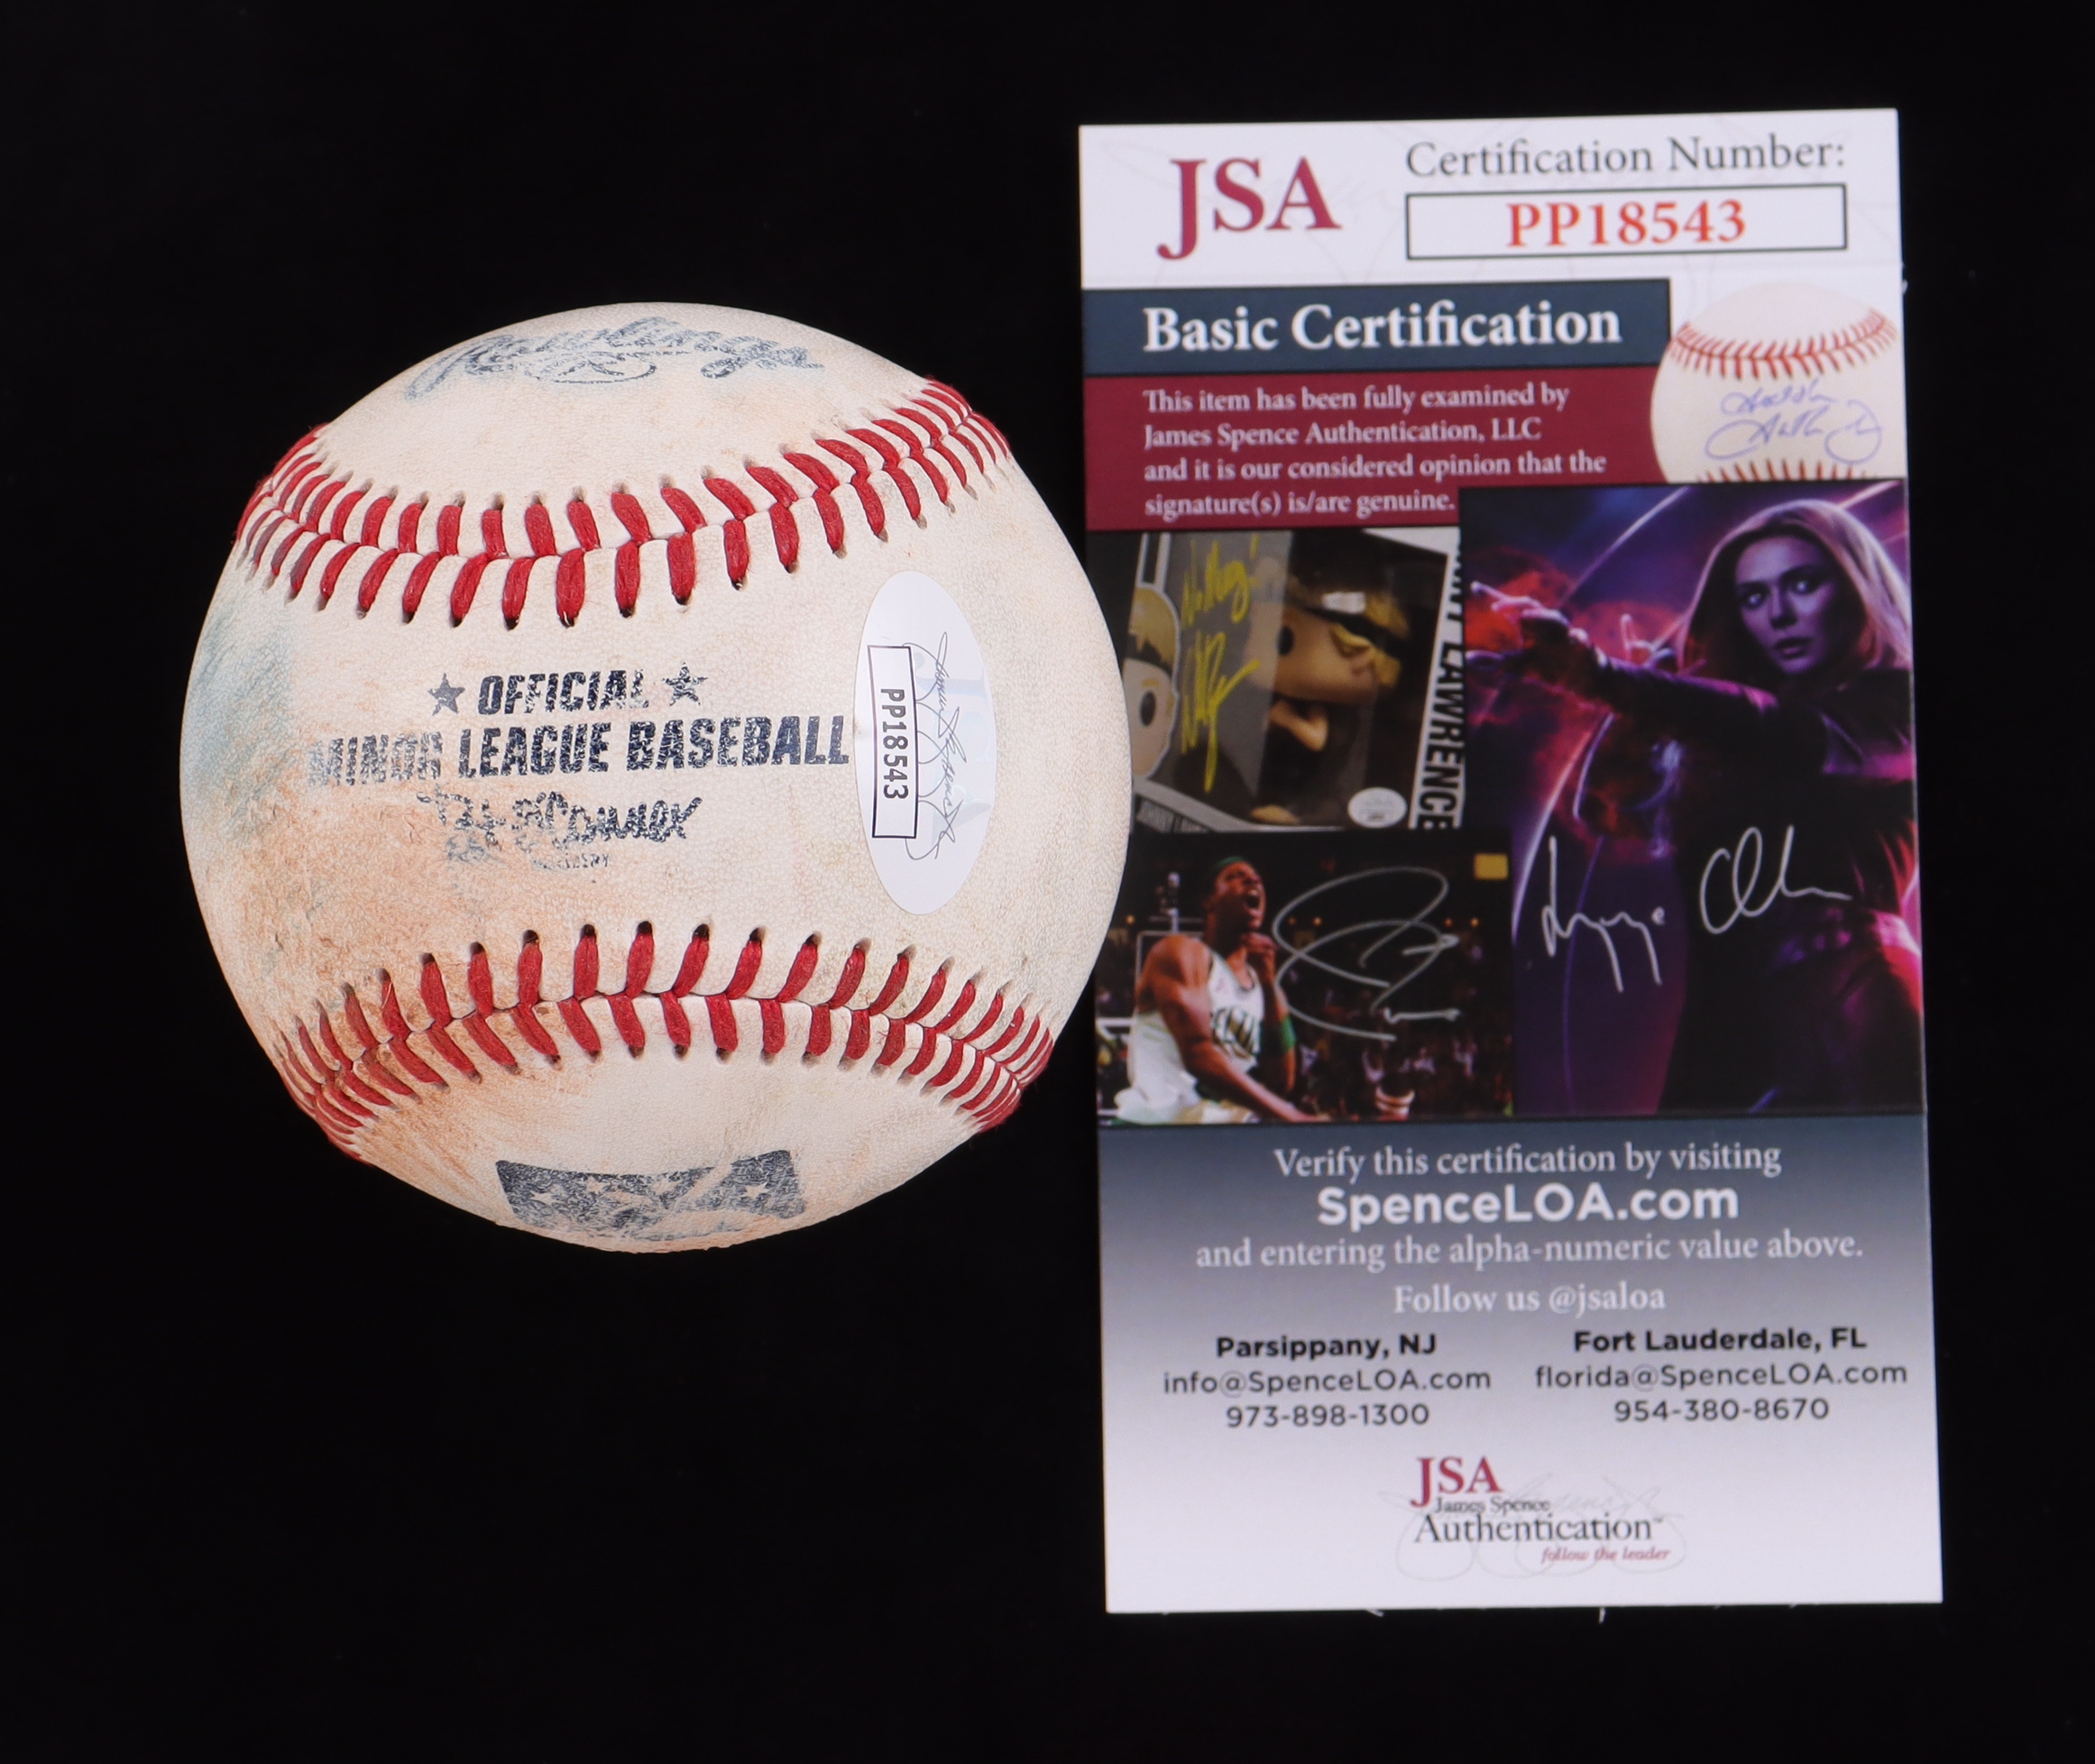 Rawlings
★ OFFICIAL ★
MINOR LEAGUE BASEBALL
PP18543
JSA
Certification Number:
PP18543
Basic Certification
This item has been fully examined by
James Spence Authentication, LLC
and it is our considered opinion that the
signature(s) is/are genuine.
LAWRENCE
Verify this certification by visiting
SpenceLOA.com
and entering the alpha-numeric value above.
Follow us @jsaloa
Parsippany, NJ
info@SpenceLOA.com
973-898-1300
Fort Lauderdale, FL
florida@SpenceLOA.com
954-380-8670
JSA
James Spence
Authentication™
follow the leader